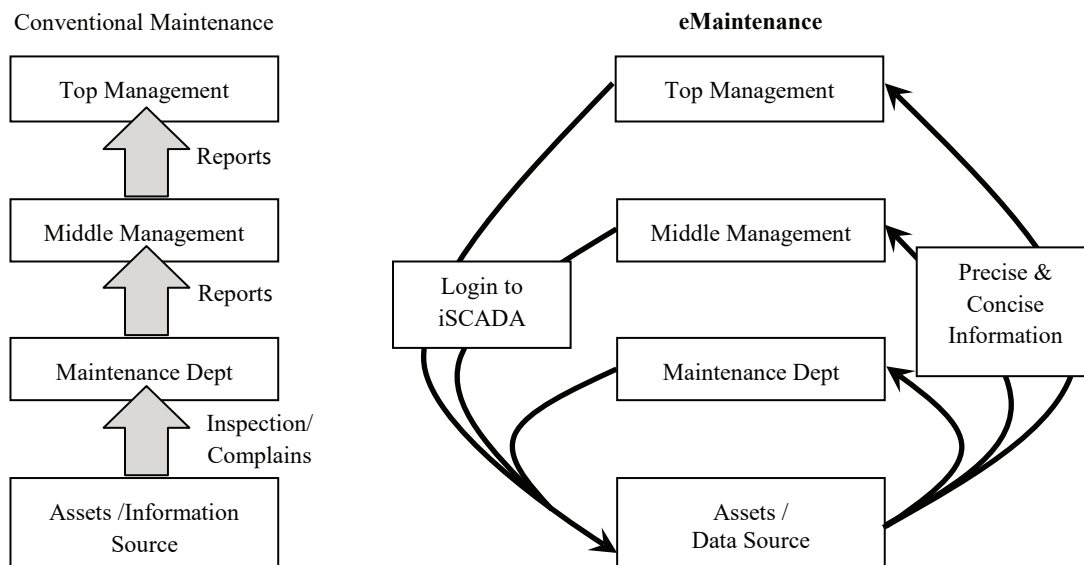 Conventional Maintenance
Top Management
Reports
Middle Management
Reports
Maintenance Dept
Inspection/
Complains
Assets /Information
Source
eMaintenance
Top Management
Middle Management
Login to
iSCADA
Precise &
Concise
Information
Maintenance Dept
Assets /
Data Source